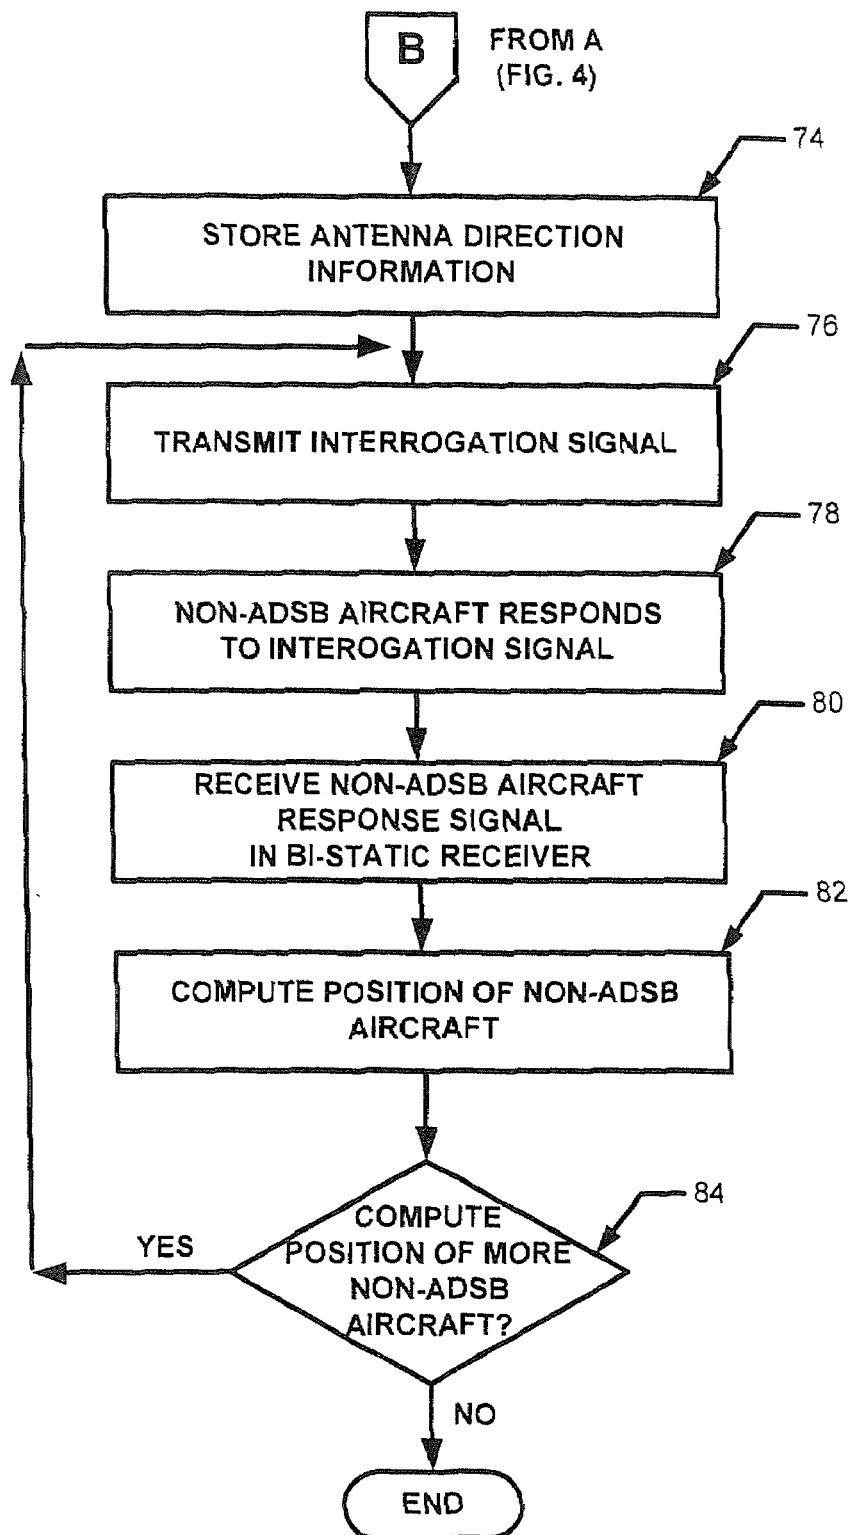 B
FROM A
(FIG. 4)
74
STORE ANTENNA DIRECTION
INFORMATION
76
TRANSMIT INTERROGATION SIGNAL
78
NON-ADSB AIRCRAFT RESPONDS
TO INTEROGATION SIGNAL
80
RECEIVE NON-ADSB AIRCRAFT
RESPONSE SIGNAL
IN BI-STATIC RECEIVER
82
COMPUTE POSITION OF NON-ADSB
AIRCRAFT
84
COMPUTE
POSITION OF MORE
NON-ADSB
AIRCRAFT?
YES
NO
END